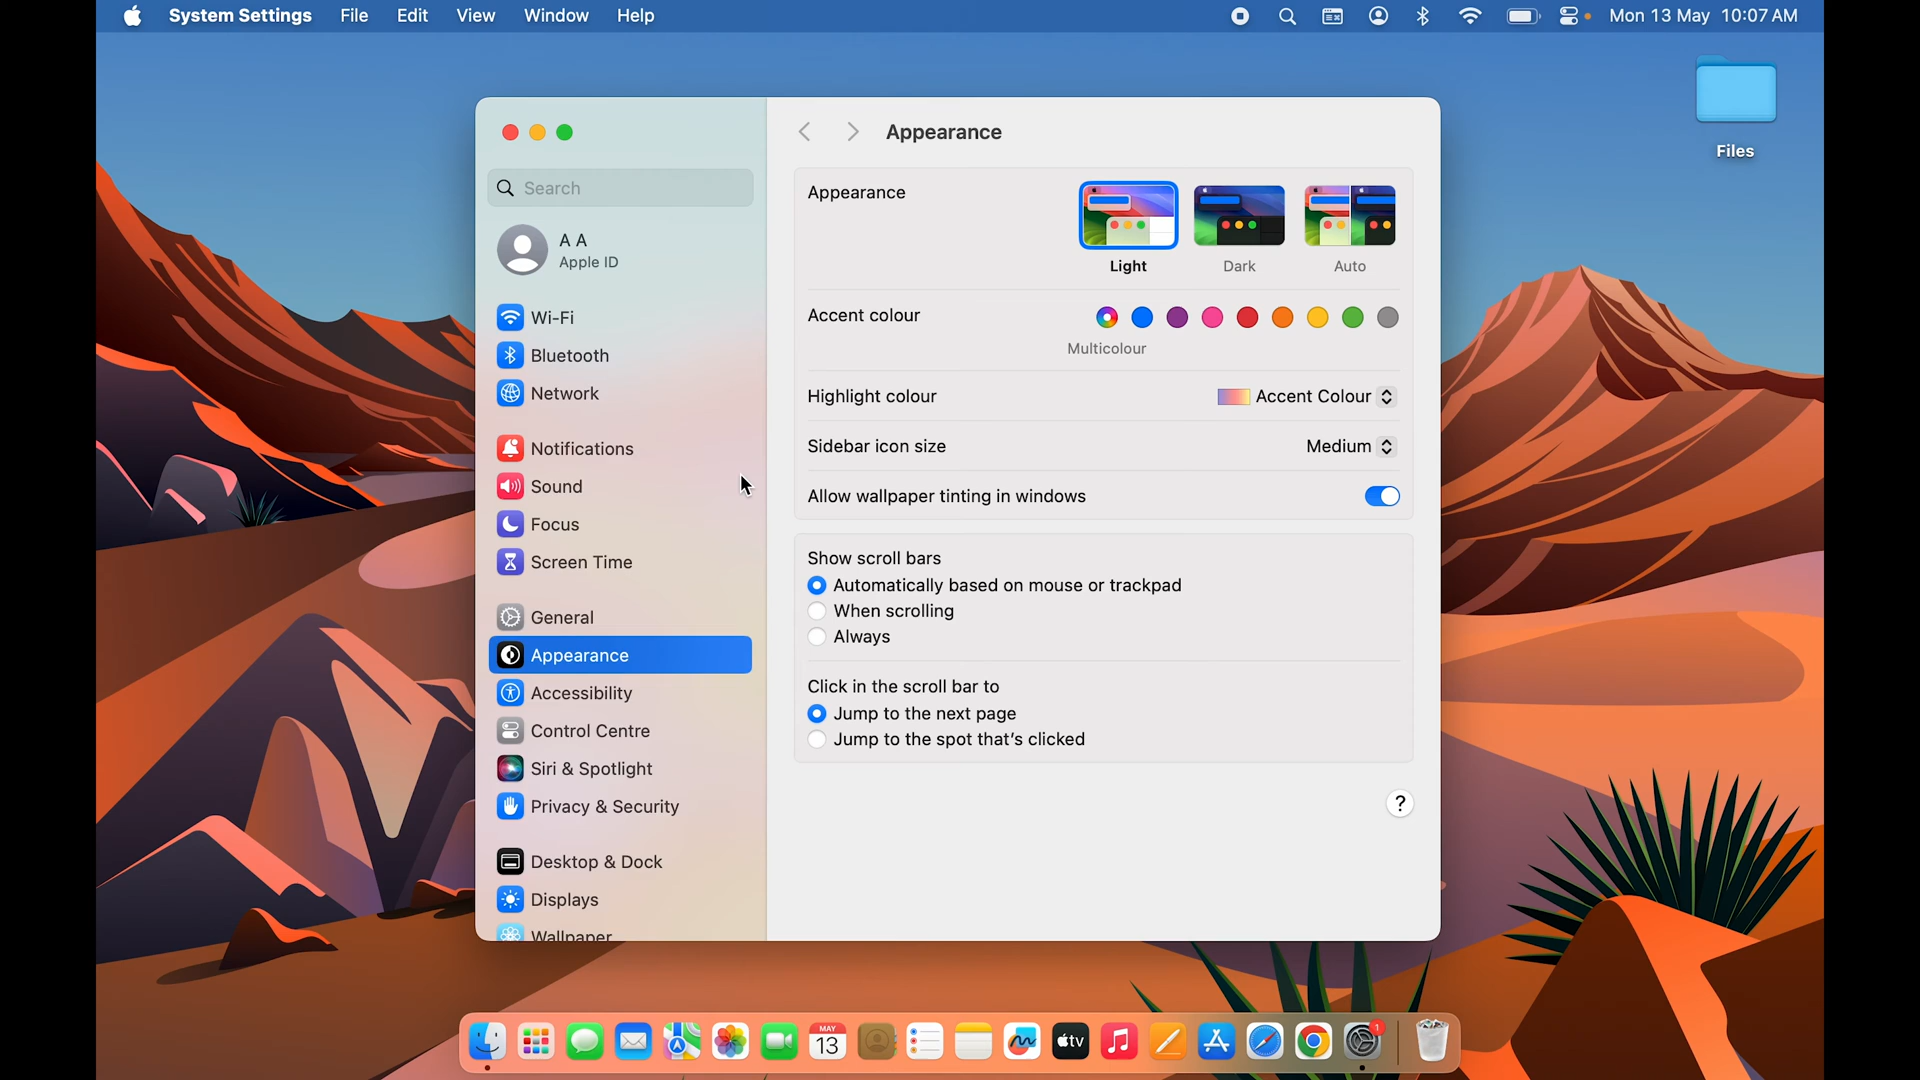 System Settings File Edit View Window Help Mon 13 May 10:07 AM
Files
Search
A A
Apple ID
Wi-Fi
Bluetooth
Network
Notifications
Sound
Focus
Screen Time
General
Appearance
Accessibility
Control Centre
Siri & Spotlight
Privacy & Security
Desktop & Dock
Displays
Wallpaper
Appearance
Appearance
Light Dark Auto
Accent colour
Multicolour
Highlight colour Accent Colour
Sidebar icon size Medium
Allow wallpaper tinting in windows
Show scroll bars
Automatically based on mouse or trackpad
When scrolling
Always
Click in the scroll bar to
Jump to the next page
Jump to the spot that's clicked
?
MAY
13
tv
1